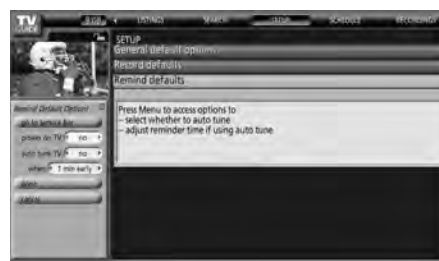 TV
GUIDE
LISTINGS SEARCH SETUP SCHEDULE RECORDINGS
SETUP
General default options
Record defaults
Remind defaults
Remind Default Options
go to service bar
power on TV? no
auto tune TV? no
when? 1 min early
done
cancel
Press Menu to access options to
– select whether to auto tune
– adjust reminder time if using auto tune